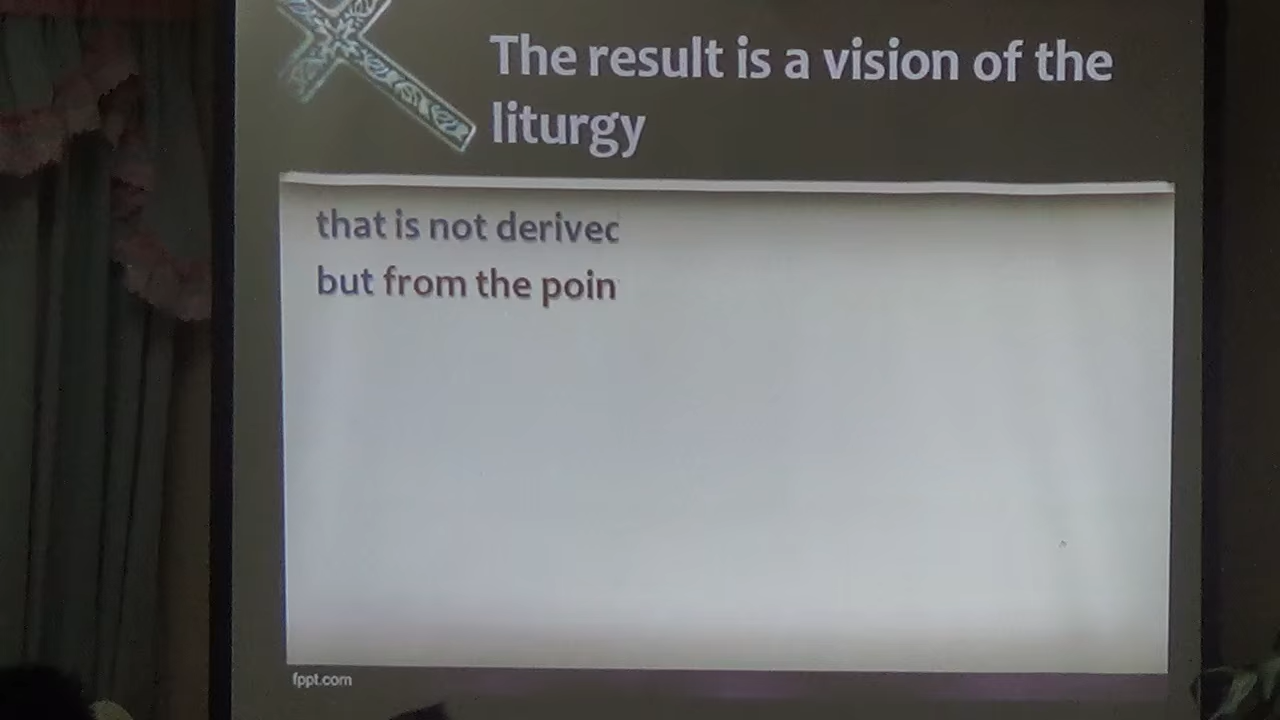 The result is a vision of the
liturgy
that is not derivec
but from the poin
fppt.com